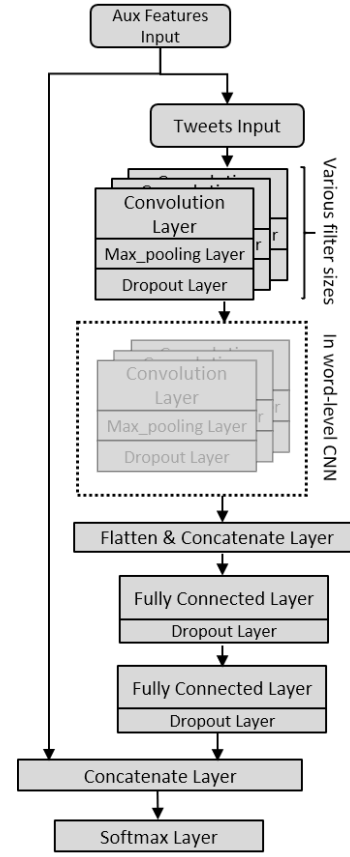 Aux Features
Input
Tweets Input
Convolution
Layer
Max_pooling Layer
Dropout Layer
Various
filter sizes
Convolution
Layer
Max_pooling Layer
Dropout Layer
In word-level CNN
Flatten & Concatenate Layer
Fully Connected Layer
Dropout Layer
Fully Connected Layer
Dropout Layer
Concatenate Layer
Softmax Layer